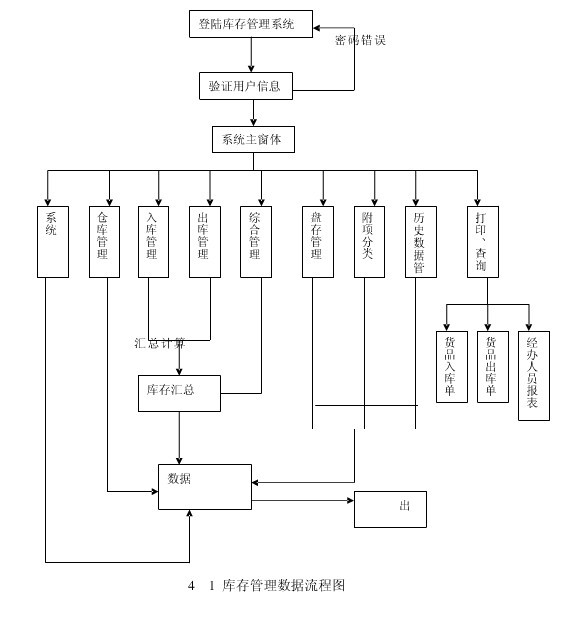 登陆库存管理系统
密码错误
验证用户信息
系统主窗体
系统
仓库管理
入库管理
出库管理
综合管理
盘存管理
附项分类
历史数据管
打印、查询
汇总计算
货品入库单
货品出库单
经办人员报表
库存汇总
数据
出
4 1 库存管理数据流程图